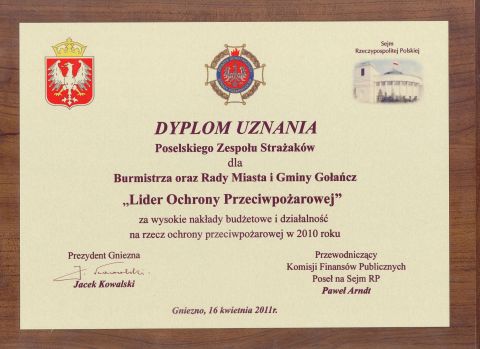 Sejm
Rzeczypospolitej Polskiej
DYPLOM UZNANIA
Poselskiego Zespołu Strażaków
dla
Burmistrza oraz Rady Miasta i Gminy Gołańcz
„Lider Ochrony Przeciwpożarowej”
za wysokie nakłady budżetowe i działalność
na rzecz ochrony przeciwpożarowej w 2010 roku
Prezydent Gniezna
Jacek Kowalski
Przewodniczący
Komisji Finansów Publicznych
Poseł na Sejm RP
Paweł Arndt
Gniezno, 16 kwietnia 2011r.